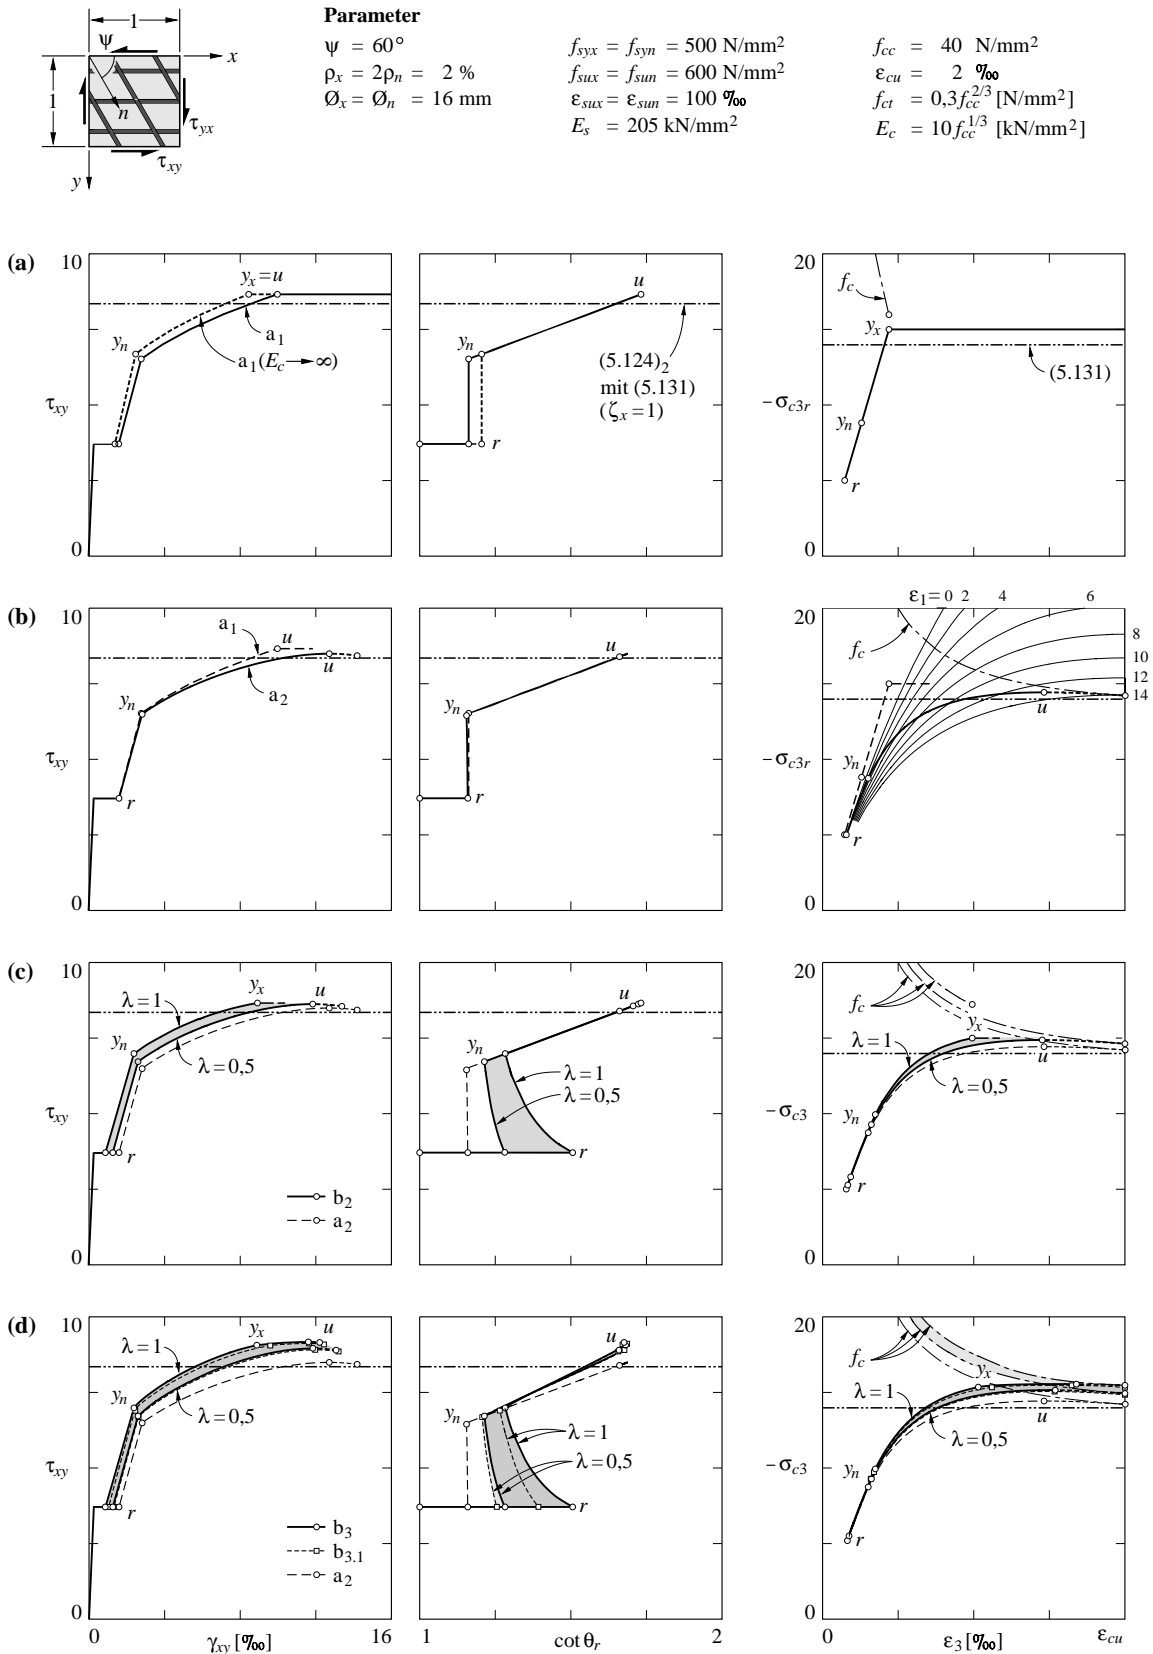 Parameter
ψ = 60°
ρx = 2ρn = 2 %
Øx = Øn = 16 mm
fsyx = fsyn = 500 N/mm²
fsux = fsun = 600 N/mm²
εsux = εsun = 100 ‰
Es = 205 kN/mm²
fcc = 40 N/mm²
εcu = 2 ‰
fct = 0,3fcc^2/3 [N/mm²]
Ec = 10fcc^1/3 [kN/mm²]
1
ψ
x
1
n
τyx
τxy
y
(a)
10
yx = u
yn
a1
a1(Ec → ∞)
τxy
0
u
yn
(5.124)2
mit (5.131)
(ζx = 1)
r
20
fc
yx
(5.131)
−σc3r
yn
r
0
(b)
10
a1
u
u
yn
a2
τxy
r
0
u
yn
r
ε1 = 0 2 4 6
20
fc
8
10
12
14
u
yn
−σc3r
r
0
(c)
10
λ = 1
yx
u
yn
λ = 0,5
τxy
r
b2
a2
0
u
yn
λ = 1
λ = 0,5
r
20
fc
yx
λ = 1
u
λ = 0,5
−σc3
yn
r
0
(d)
10
yx
u
λ = 1
yn
λ = 0,5
τxy
r
b3
b3.1
a2
0
0
γxy [‰]
16
u
yn
λ = 1
λ = 0,5
r
1
cot θr
2
20
fc
yx
λ = 1
u
λ = 0,5
−σc3
yn
r
0
0
ε3 [‰]
εcu